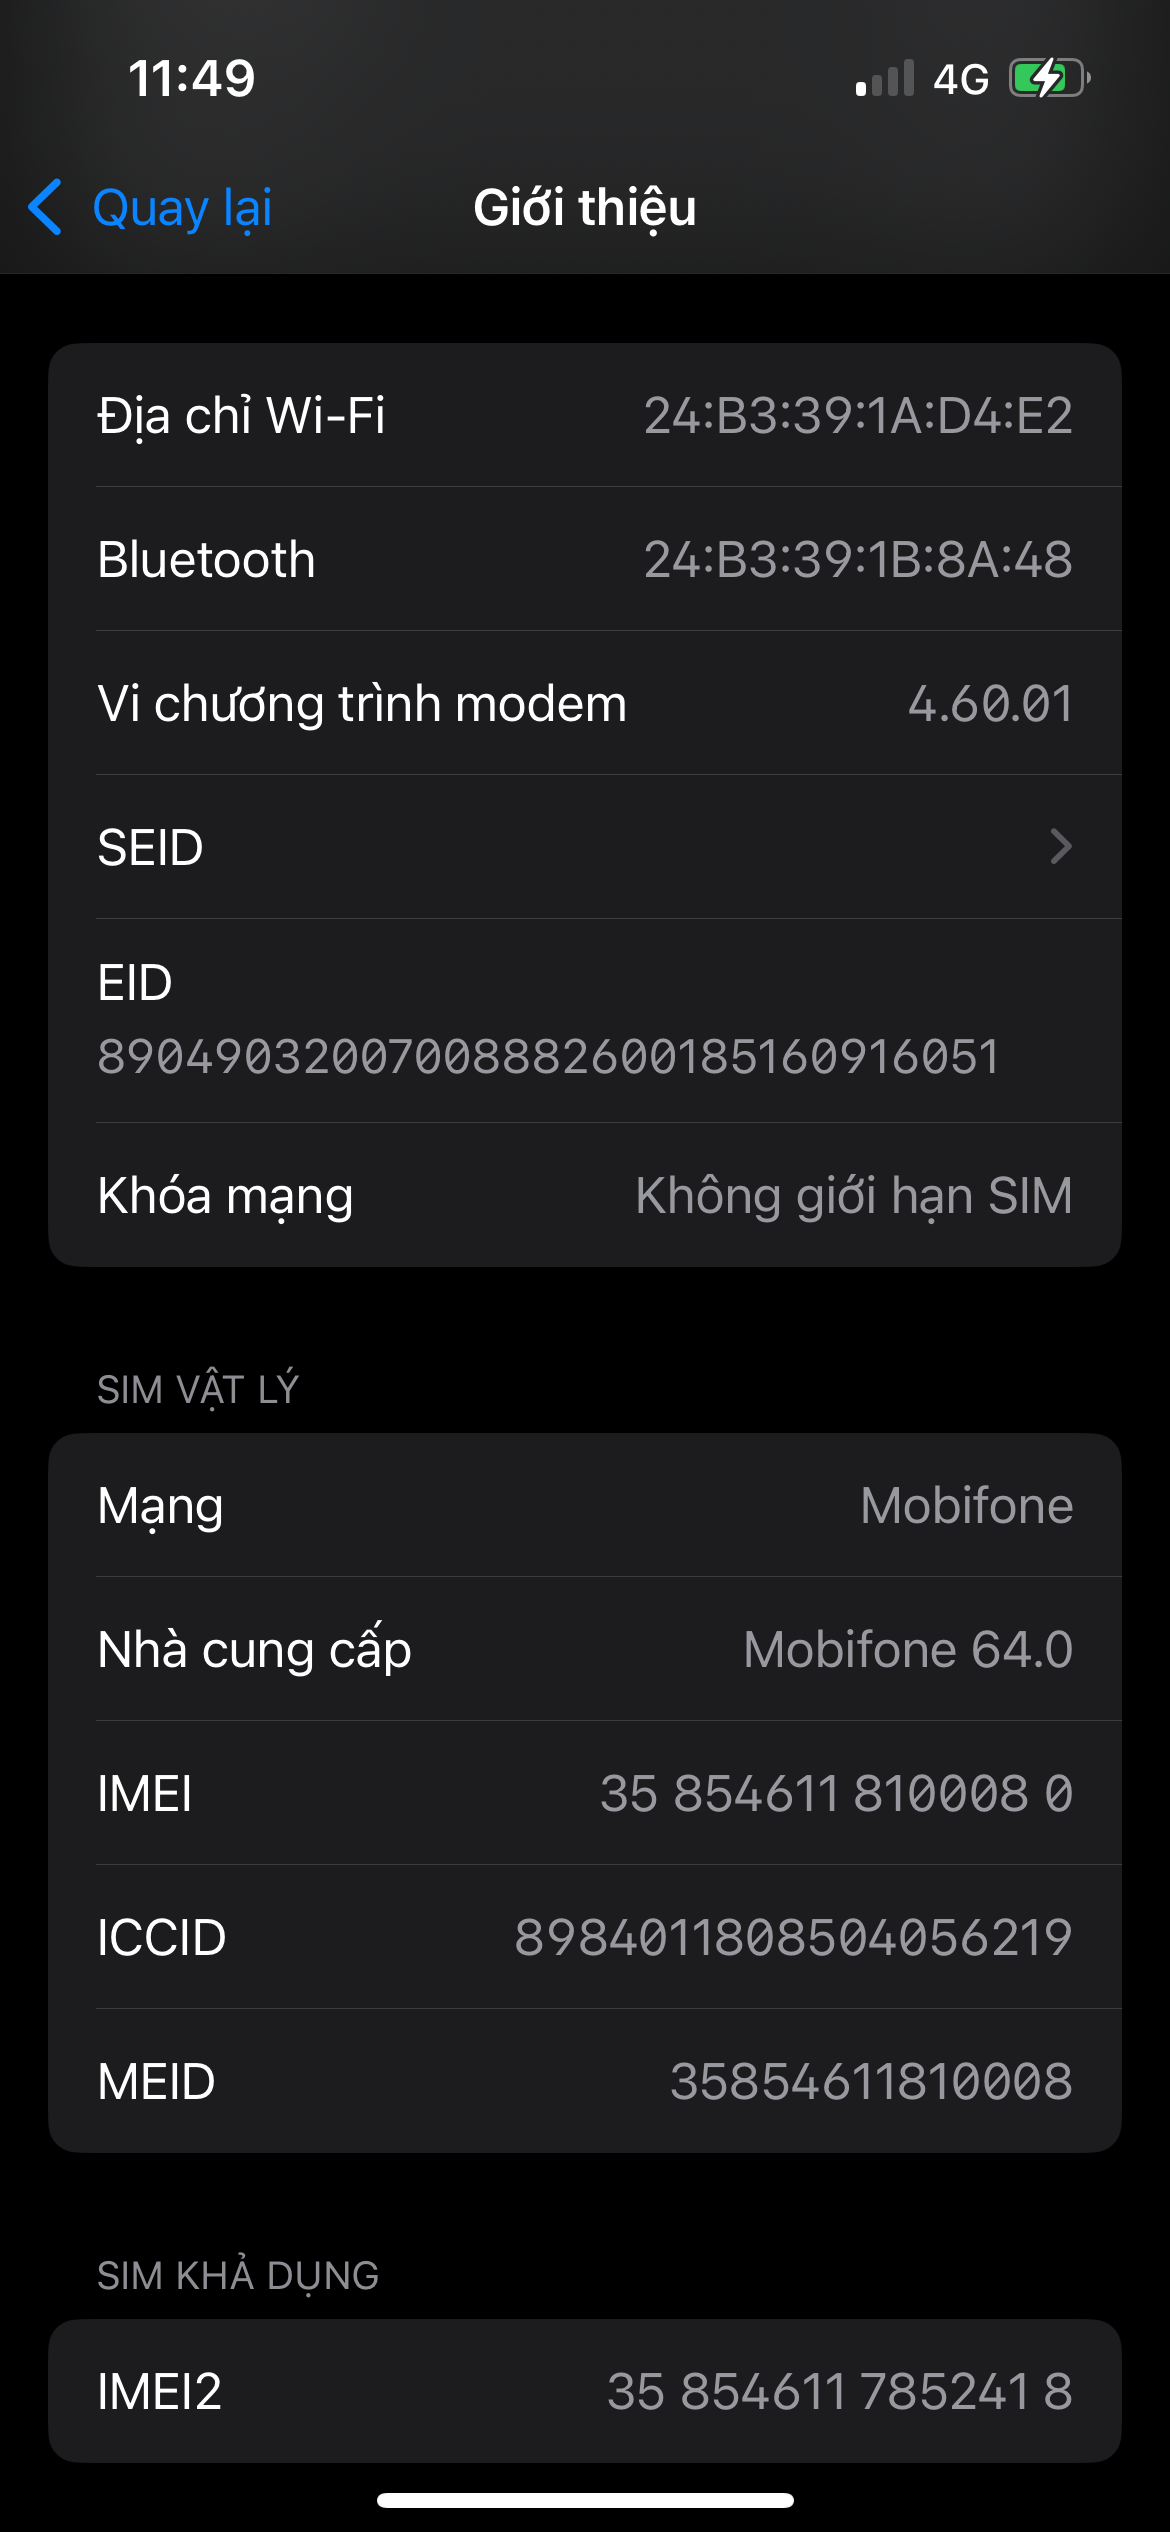 11:49 4G
Quay lại Giới thiệu
Địa chỉ Wi-Fi 24:B3:39:1A:D4:E2
Bluetooth 24:B3:39:1B:8A:48
Vi chương trình modem 4.60.01
SEID
EID
89049032007008882600185160916051
Khóa mạng Không giới hạn SIM
SIM VẬT LÝ
Mạng Mobifone
Nhà cung cấp Mobifone 64.0
IMEI 35 854611 810008 0
ICCID 8984011808504056219
MEID 35854611810008
SIM KHẢ DỤNG
IMEI2 35 854611 785241 8